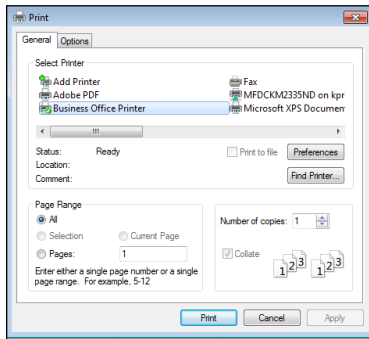 Print
General Options
Select Printer
Add Printer Fax
Adobe PDF MFDCKM2335ND on kpr
Business Office Printer Microsoft XPS Documen
Status: Ready Print to file Preferences
Location:
Comment: Find Printer...
Page Range
All Number of copies: 1
Selection Current Page
Pages: 1 Collate
1 2 3 1 2 3
Enter either a single page number or a single
page range. For example, 5-12
Print Cancel Apply